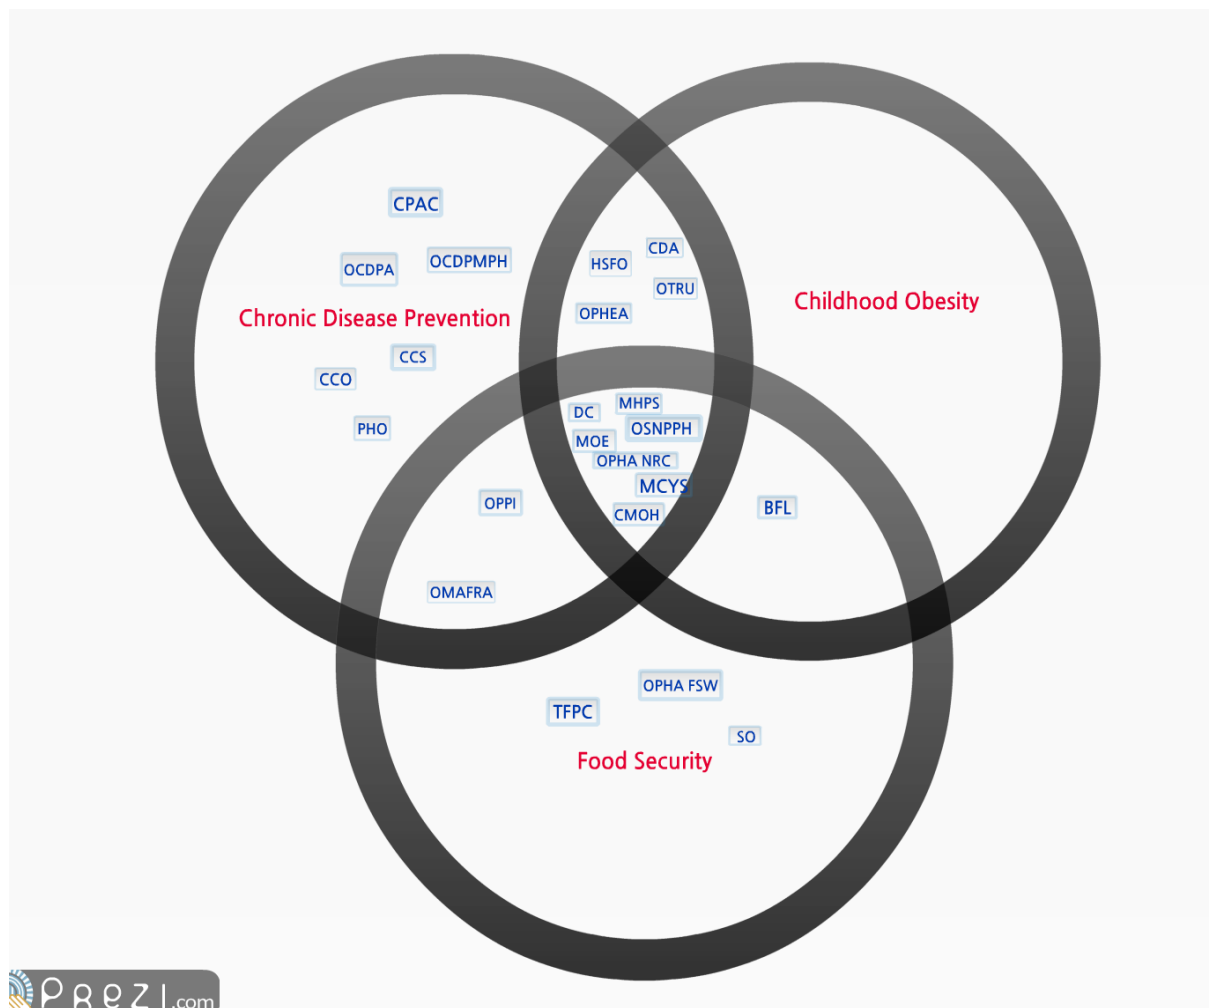 CPAC
OCDPA
OCDPMPH
Chronic Disease Prevention
CCS
CCO
PHO
HSFO
CDA
OTRU
OPHEA
Childhood Obesity
DC
MHPS
OSNPPH
MOE
OPHA NRC
MCYS
CMOH
OPPI
OMAFRA
BFL
OPHA FSW
TFPC
SO
Food Security
Prezi.com